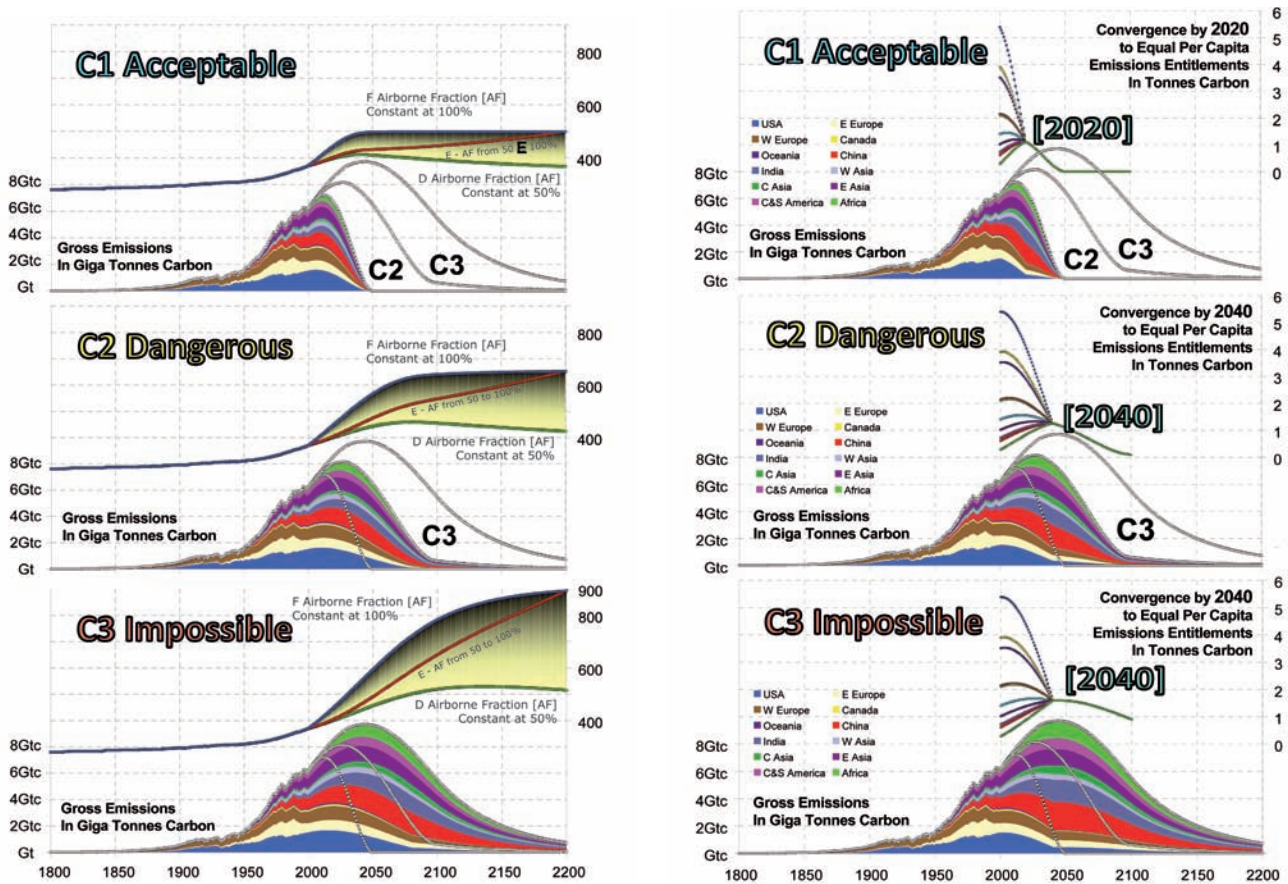 C1 Acceptable
800
600
400
F Airborne Fraction [AF]
Constant at 100%
E - AF from 50 to 100%
E
D Airborne Fraction [AF]
Constant at 50%
8Gtc
6Gtc
4Gtc
2Gtc
Gt
Gross Emissions
In Giga Tonnes Carbon
C2
C3
C2 Dangerous
800
600
400
F Airborne Fraction [AF]
Constant at 100%
E - AF from 50 to 100%
D Airborne Fraction [AF]
Constant at 50%
8Gtc
6Gtc
4Gtc
2Gtc
Gt
Gross Emissions
In Giga Tonnes Carbon
C3
C3 Impossible
900
800
600
400
F Airborne Fraction [AF]
Constant at 100%
E - AF from 50 to 100%
D Airborne Fraction [AF]
Constant at 50%
8Gtc
6Gtc
4Gtc
2Gtc
Gt
Gross Emissions
In Giga Tonnes Carbon
1800 1850 1900 1950 2000 2050 2100 2150 2200
C1 Acceptable
Convergence by 2020
to Equal Per Capita
Emissions Entitlements
In Tonnes Carbon
6
5
4
3
2
1
0
[2020]
USA E Europe
W Europe Canada
Oceania China
India W Asia
C Asia E Asia
C&S America Africa
8Gtc
6Gtc
4Gtc
2Gtc
Gtc
Gross Emissions
In Giga Tonnes Carbon
C2
C3
C2 Dangerous
Convergence by 2040
to Equal Per Capita
Emissions Entitlements
In Tonnes Carbon
6
5
4
3
2
1
0
[2040]
USA E Europe
W Europe Canada
Oceania China
India W Asia
C Asia E Asia
C&S America Africa
8Gtc
6Gtc
4Gtc
2Gtc
Gtc
Gross Emissions
In Giga Tonnes Carbon
C3
C3 Impossible
Convergence by 2040
to Equal Per Capita
Emissions Entitlements
In Tonnes Carbon
6
5
4
3
2
1
0
[2040]
USA E Europe
W Europe Canada
Oceania China
India W Asia
C Asia E Asia
C&S America Africa
8Gtc
6Gtc
4Gtc
2Gtc
Gtc
Gross Emissions
In Giga Tonnes Carbon
1800 1850 1900 1950 2000 2050 2100 2150 2200